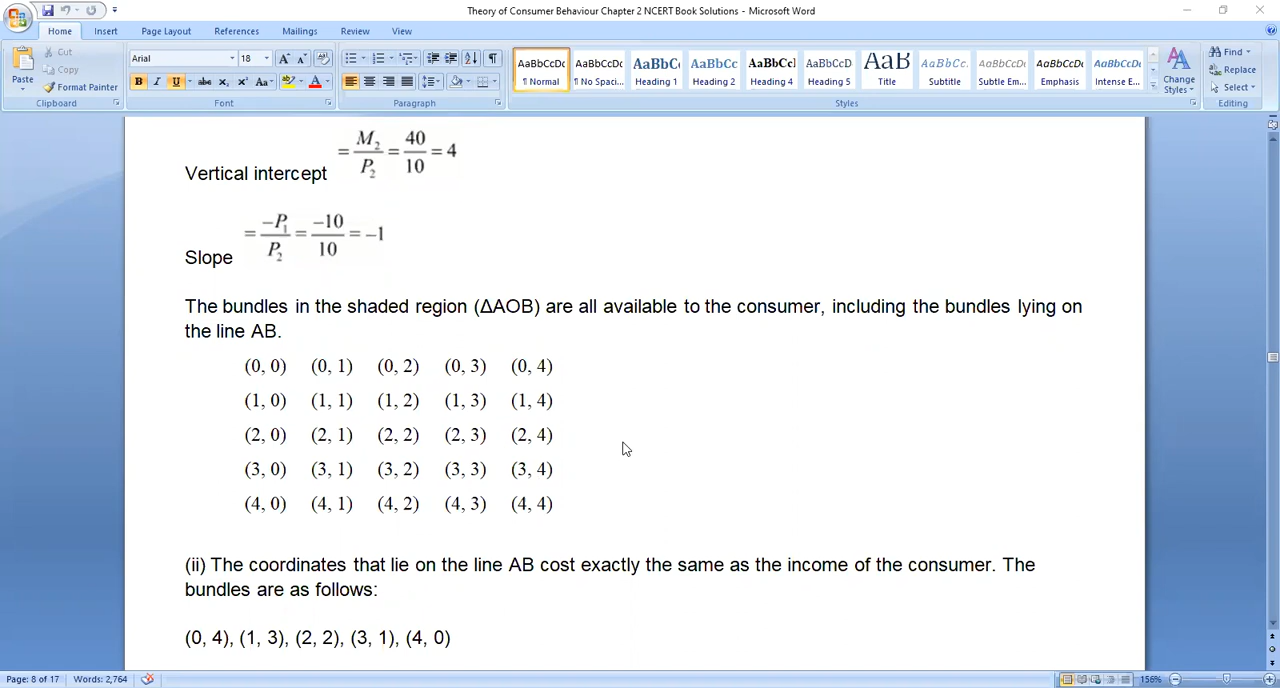 Theory of Consumer Behaviour Chapter 2 NCERT Book Solutions - Microsoft Word
Home Insert Page Layout References Mailings Review View
Paste
Cut
Copy
Format Painter
Clipboard
Arial 18
Font
Paragraph
AaBbCcDc AaBbCcDc AaBbCc AaBbCc AaBbCcI AaBbCcD AaB AaBbCc. AaBbCcDc AaBbCcDc AaBbCcDc
¶ Normal ¶ No Spaci... Heading 1 Heading 2 Heading 4 Heading 5 Title Subtitle Subtle Em... Emphasis Intense E...
Change Styles
Styles
Find
Replace
Select
Editing
Vertical intercept = M₂/P₂ = 40/10 = 4
Slope = –P₁/P₂ = –10/10 = –1
The bundles in the shaded region (ΔAOB) are all available to the consumer, including the bundles lying on
the line AB.
(0, 0) (0, 1) (0, 2) (0, 3) (0, 4)
(1, 0) (1, 1) (1, 2) (1, 3) (1, 4)
(2, 0) (2, 1) (2, 2) (2, 3) (2, 4)
(3, 0) (3, 1) (3, 2) (3, 3) (3, 4)
(4, 0) (4, 1) (4, 2) (4, 3) (4, 4)
(ii) The coordinates that lie on the line AB cost exactly the same as the income of the consumer. The
bundles are as follows:
(0, 4), (1, 3), (2, 2), (3, 1), (4, 0)
Page: 8 of 17 Words: 2,764 156%